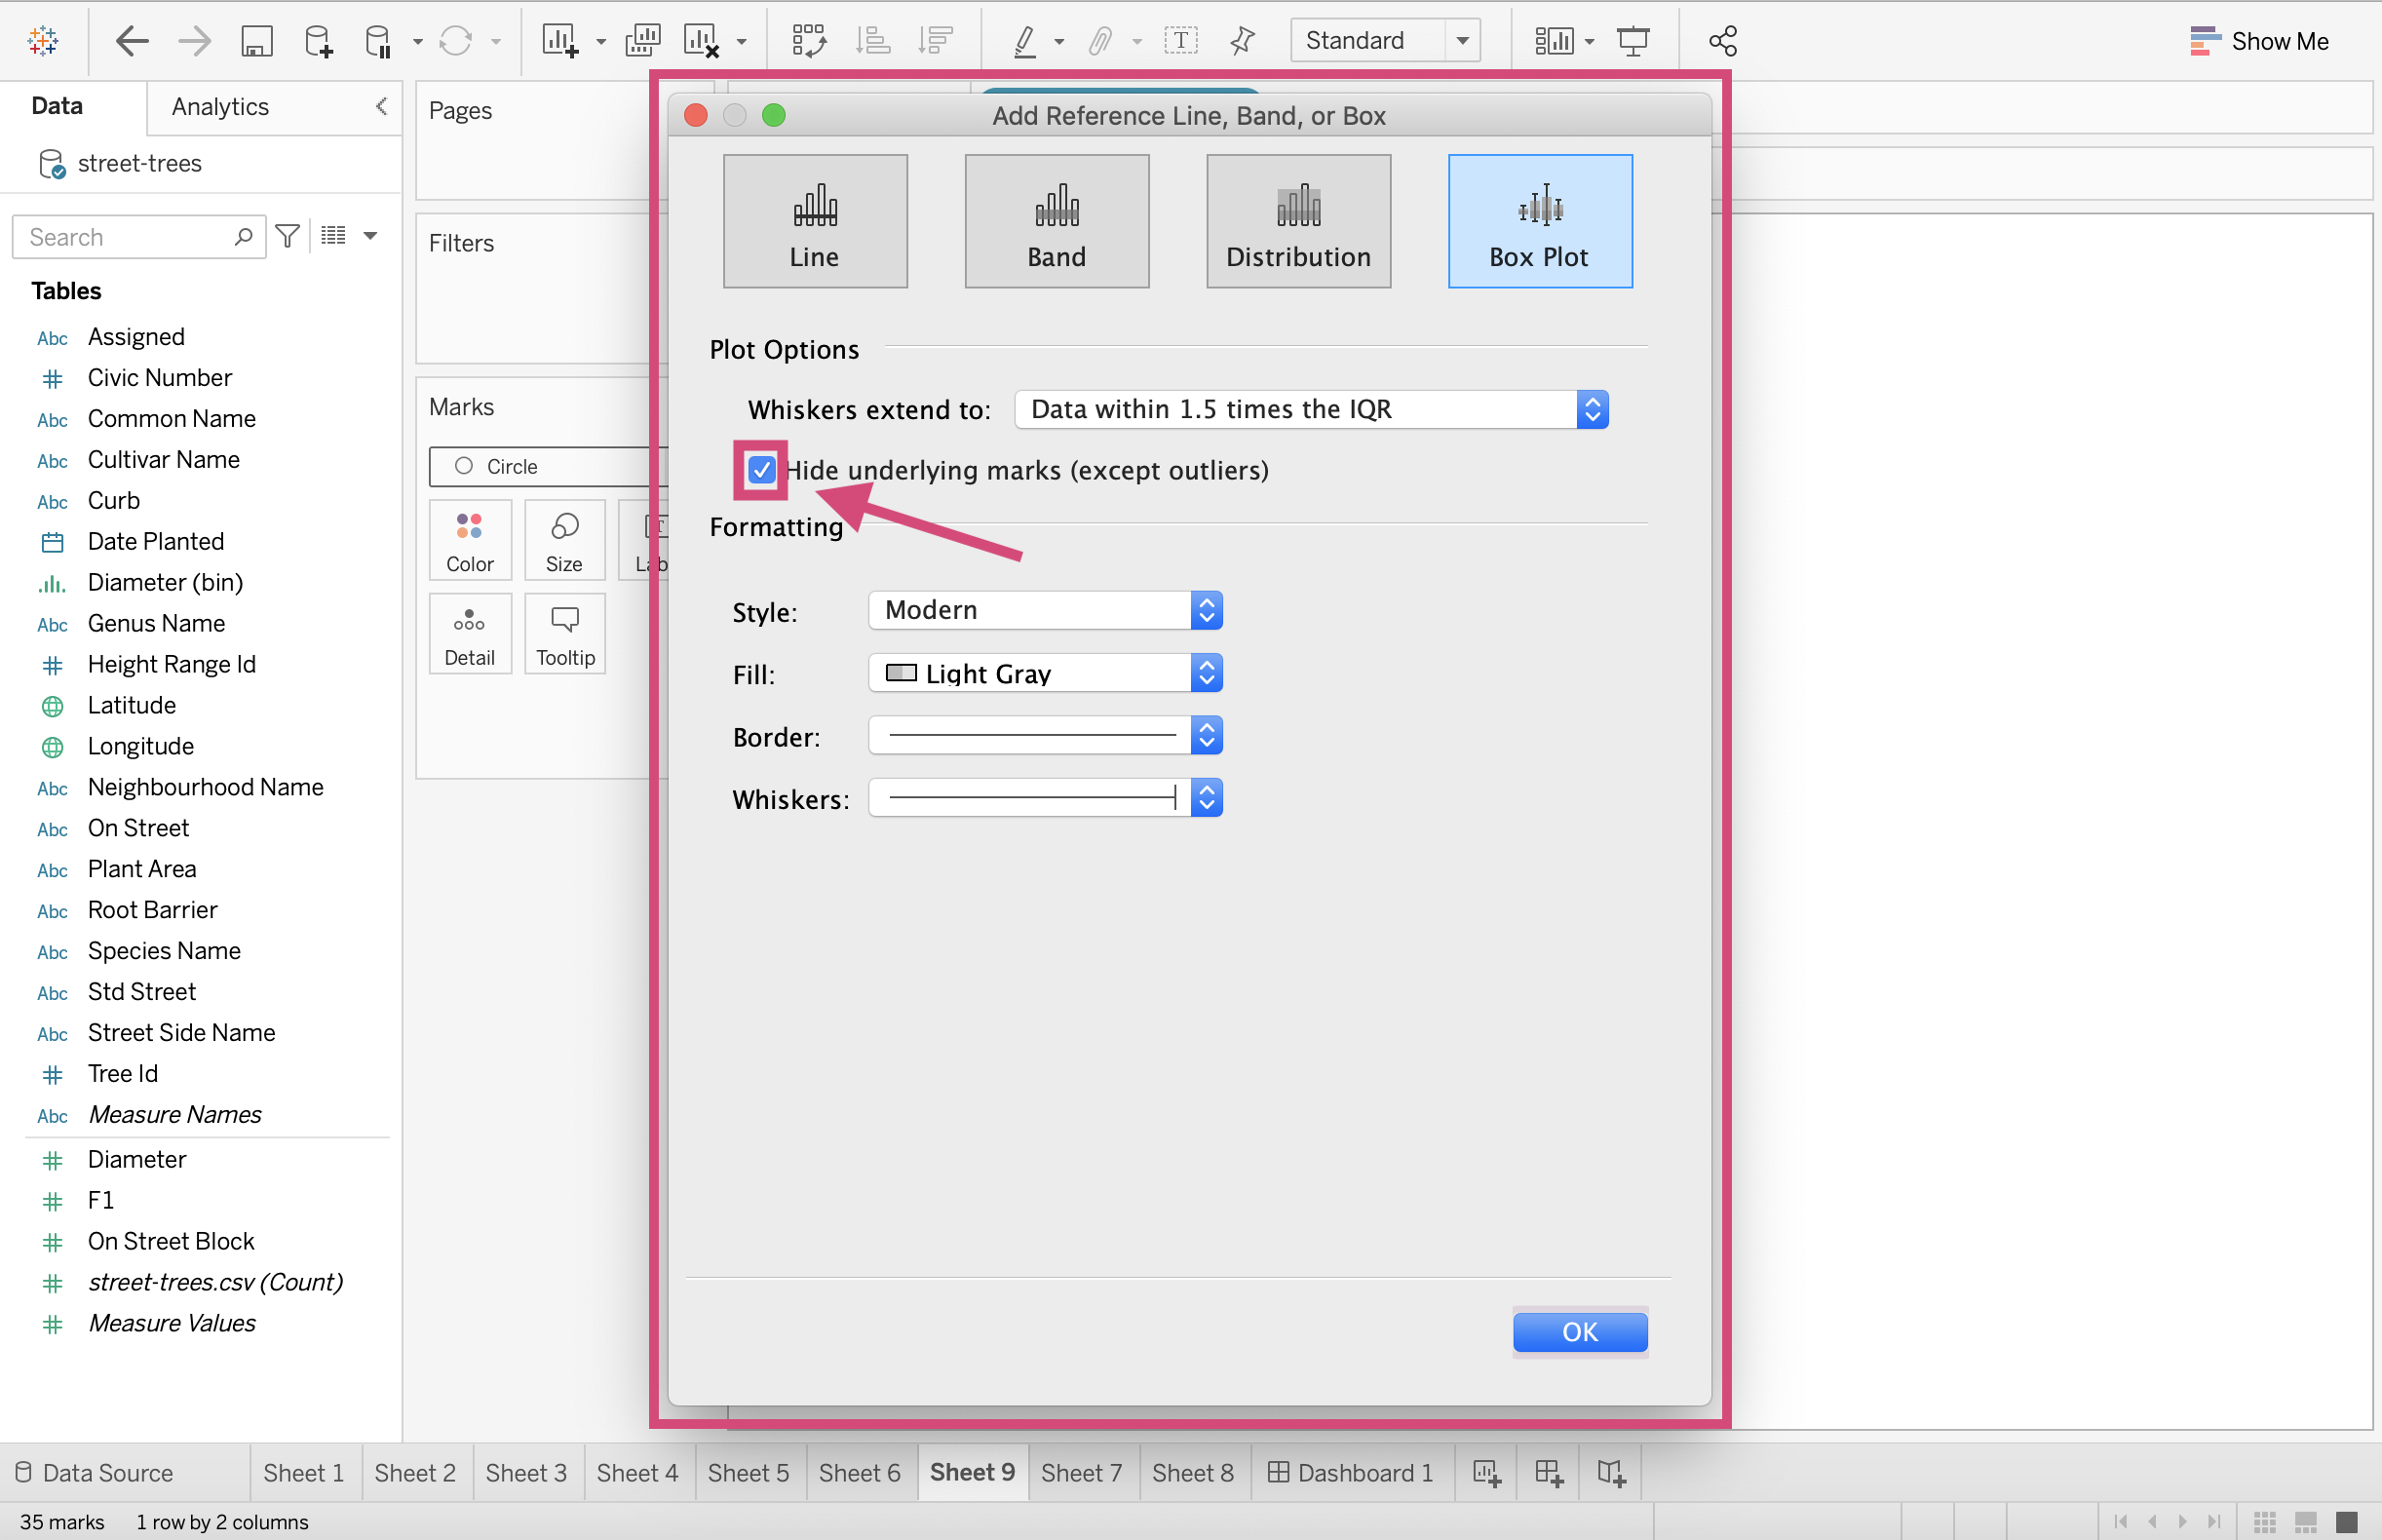 Standard
Show Me
Data
Analytics
street-trees
Search
Tables
Abc Assigned
Civic Number
Abc Common Name
Abc Cultivar Name
Abc Curb
Date Planted
Diameter (bin)
Abc Genus Name
Height Range Id
Latitude
Longitude
Abc Neighbourhood Name
Abc On Street
Abc Plant Area
Abc Root Barrier
Abc Species Name
Abc Std Street
Abc Street Side Name
Tree Id
Abc Measure Names
Diameter
F1
On Street Block
street-trees.csv (Count)
Measure Values
Pages
Filters
Marks
Circle
Color
Size
Lab
Detail
Tooltip
Add Reference Line, Band, or Box
Line
Band
Distribution
Box Plot
Plot Options
Whiskers extend to: Data within 1.5 times the IQR
Hide underlying marks (except outliers)
Formatting
Style: Modern
Fill: Light Gray
Border:
Whiskers:
OK
Data Source
Sheet 1
Sheet 2
Sheet 3
Sheet 4
Sheet 5
Sheet 6
Sheet 9
Sheet 7
Sheet 8
Dashboard 1
35 marks
1 row by 2 columns